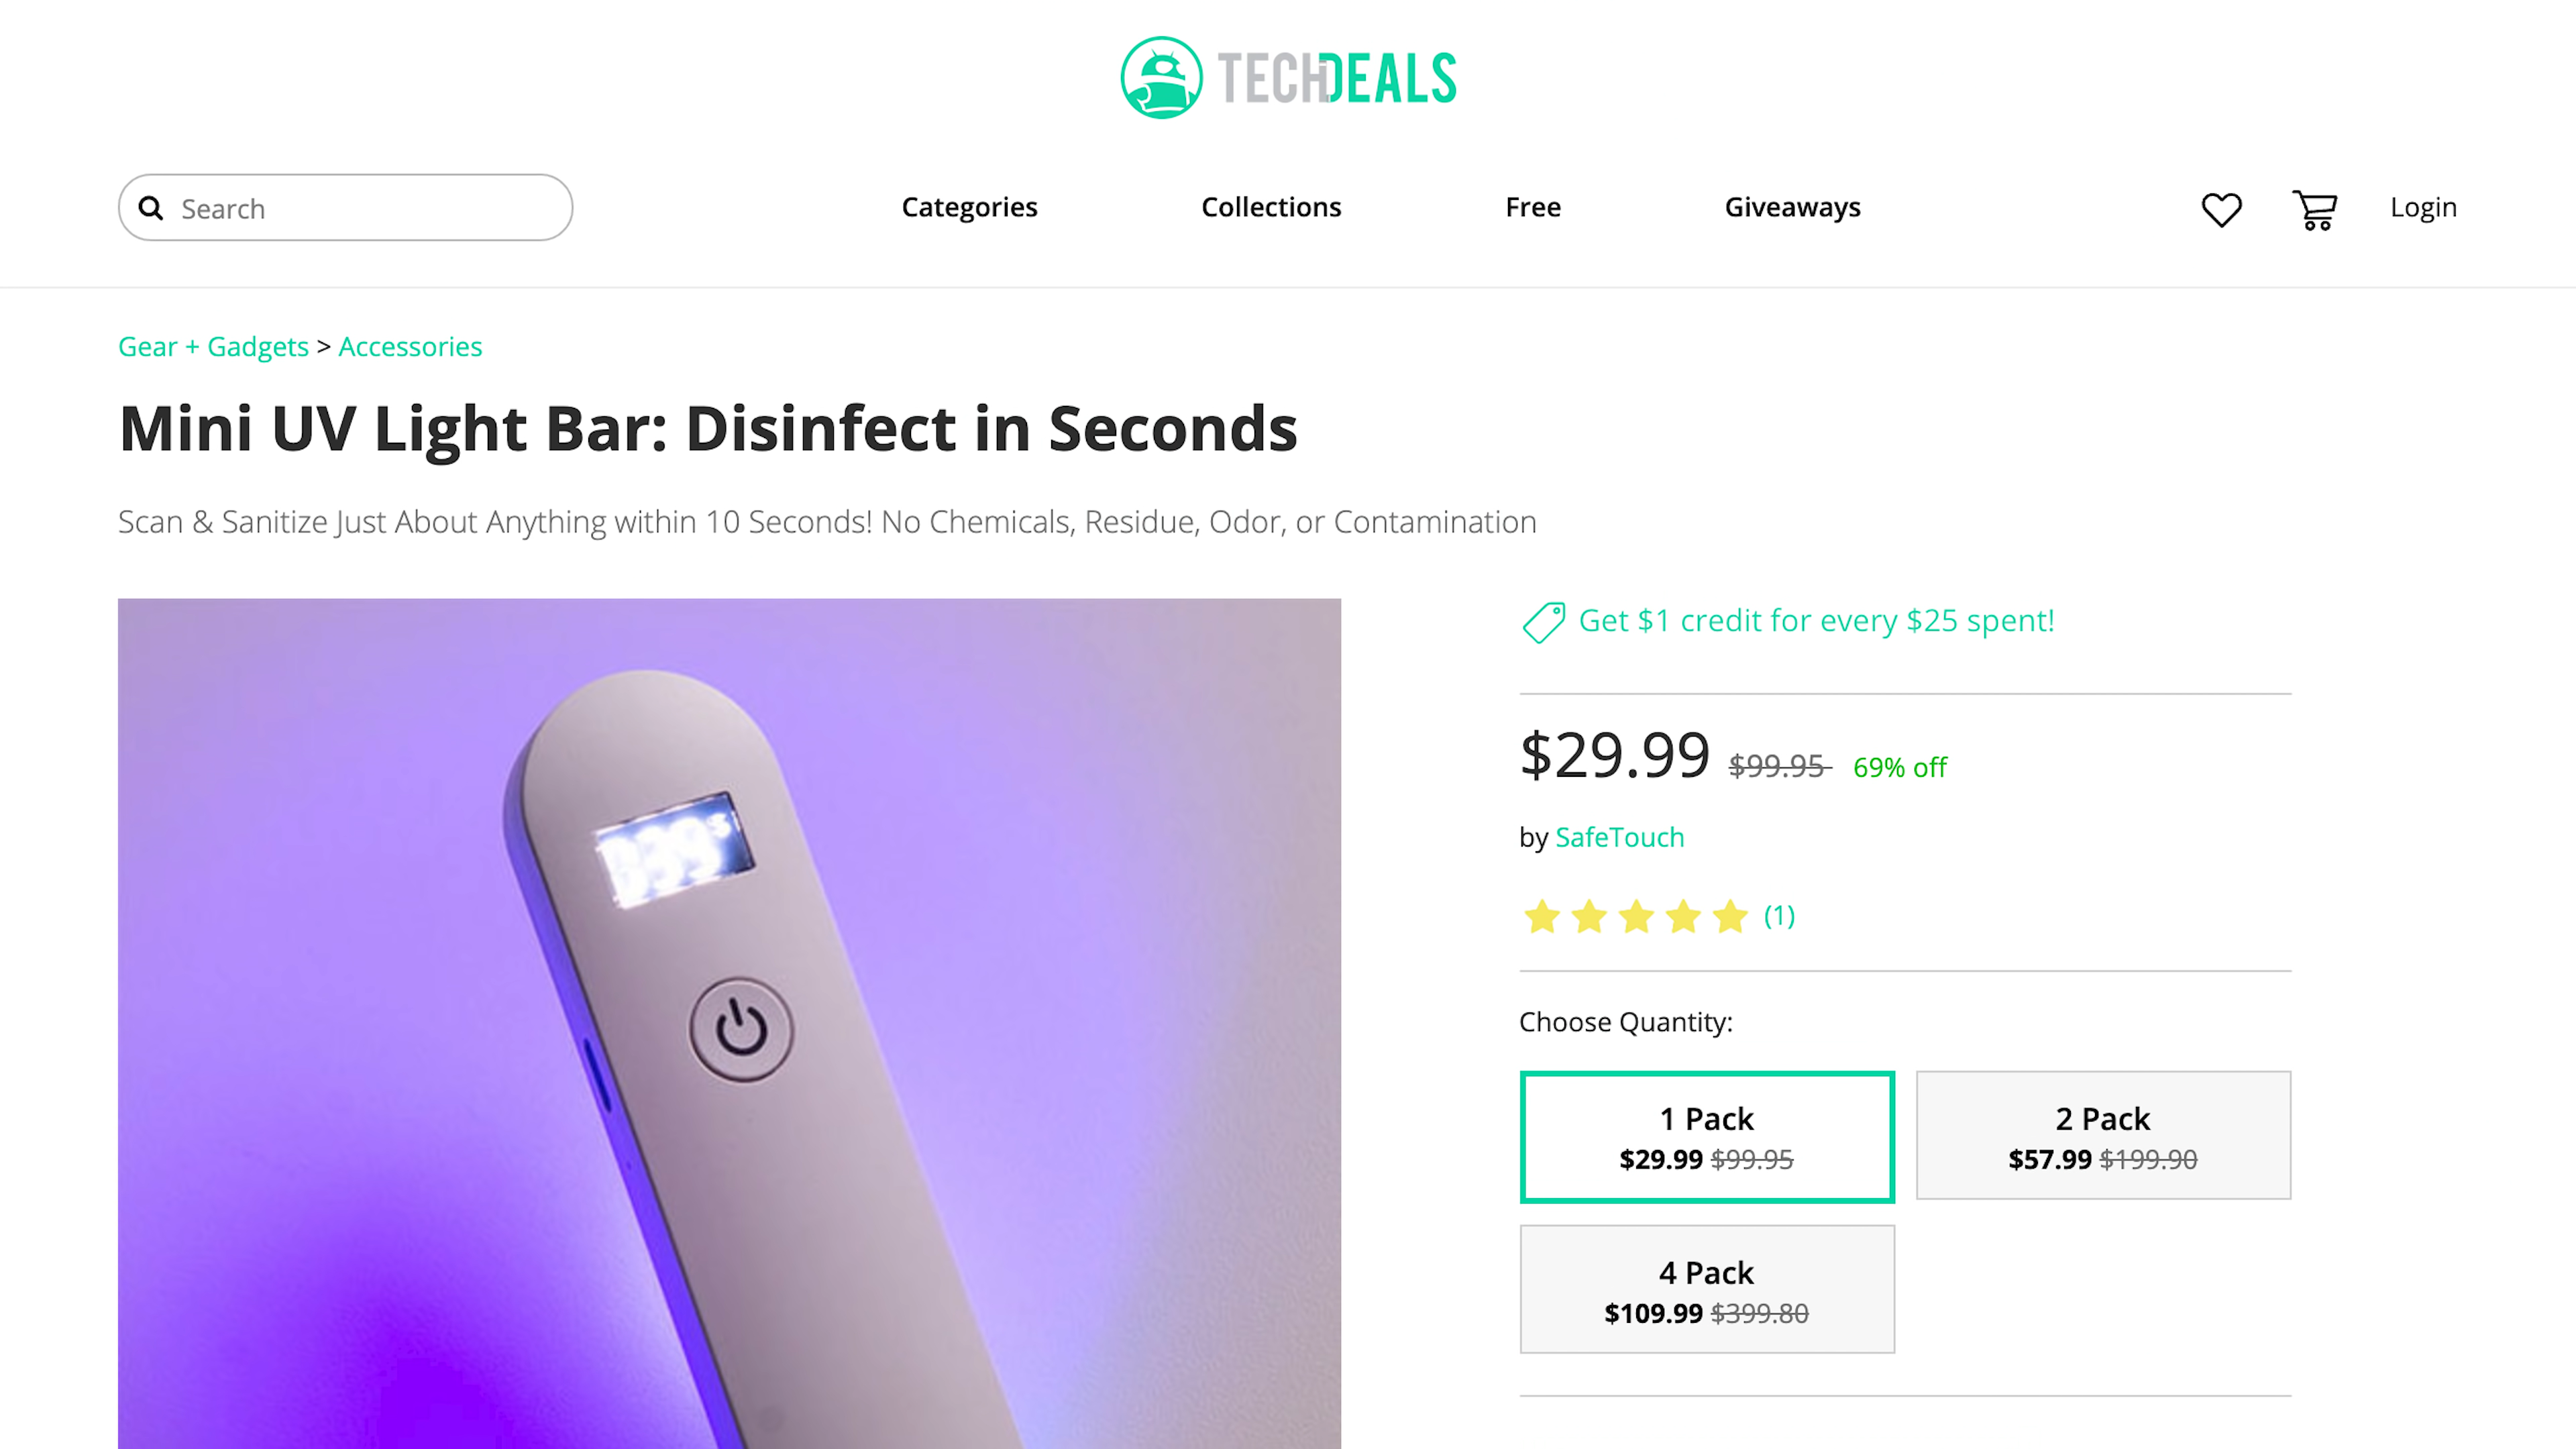 TECHDEALS
Search
Categories
Collections
Free
Giveaways
Login
Gear + Gadgets > Accessories
Mini UV Light Bar: Disinfect in Seconds
Scan & Sanitize Just About Anything within 10 Seconds! No Chemicals, Residue, Odor, or Contamination
Get $1 credit for every $25 spent!
$29.99 $99.95 69% off
by SafeTouch
(1)
Choose Quantity:
1 Pack
$29.99 $99.95
2 Pack
$57.99 $199.90
4 Pack
$109.99 $399.80